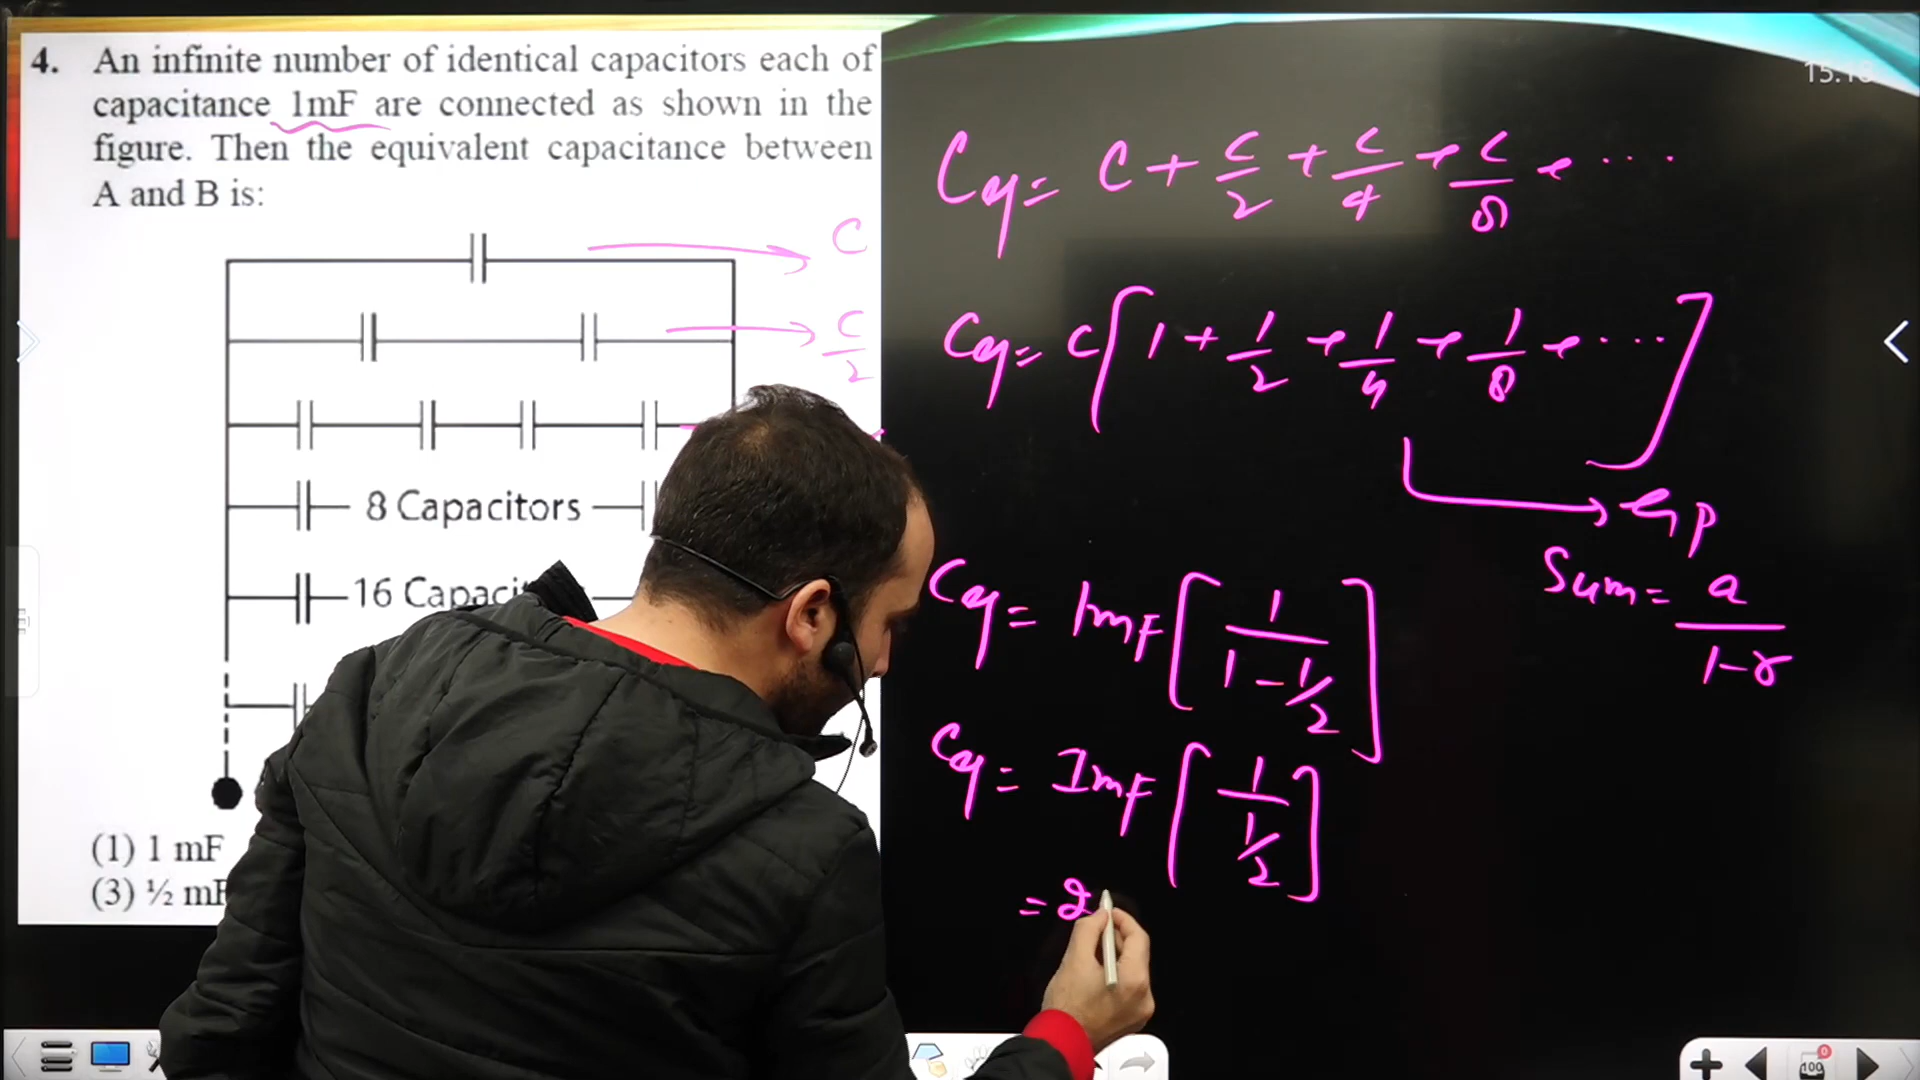 4. An infinite number of identical capacitors each of
capacitance 1mF are connected as shown in the
figure. Then the equivalent capacitance between
A and B is:
C
C/2
8 Capacitors
16 Capaci
(1) 1 mF
(3) ½ mF
Ceq = C + C/2 + C/4 + C/8 + ....
Ceq = C[1 + 1/2 + 1/4 + 1/8 + ....]
GP
Sum = a/1-r
Ceq = 1mF[1/1-1/2]
Ceq = 1mF[1/1/2]
= 2
100
0